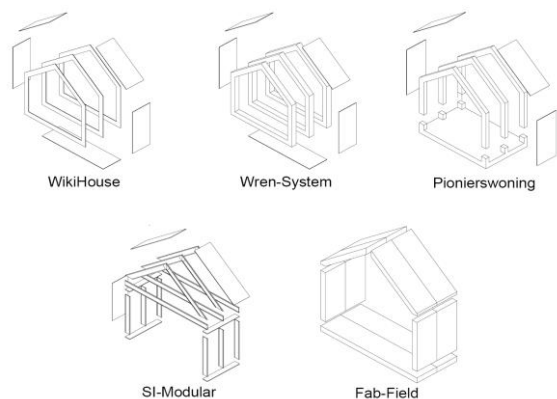 WikiHouse
Wren-System
Pionierswoning
SI-Modular
Fab-Field